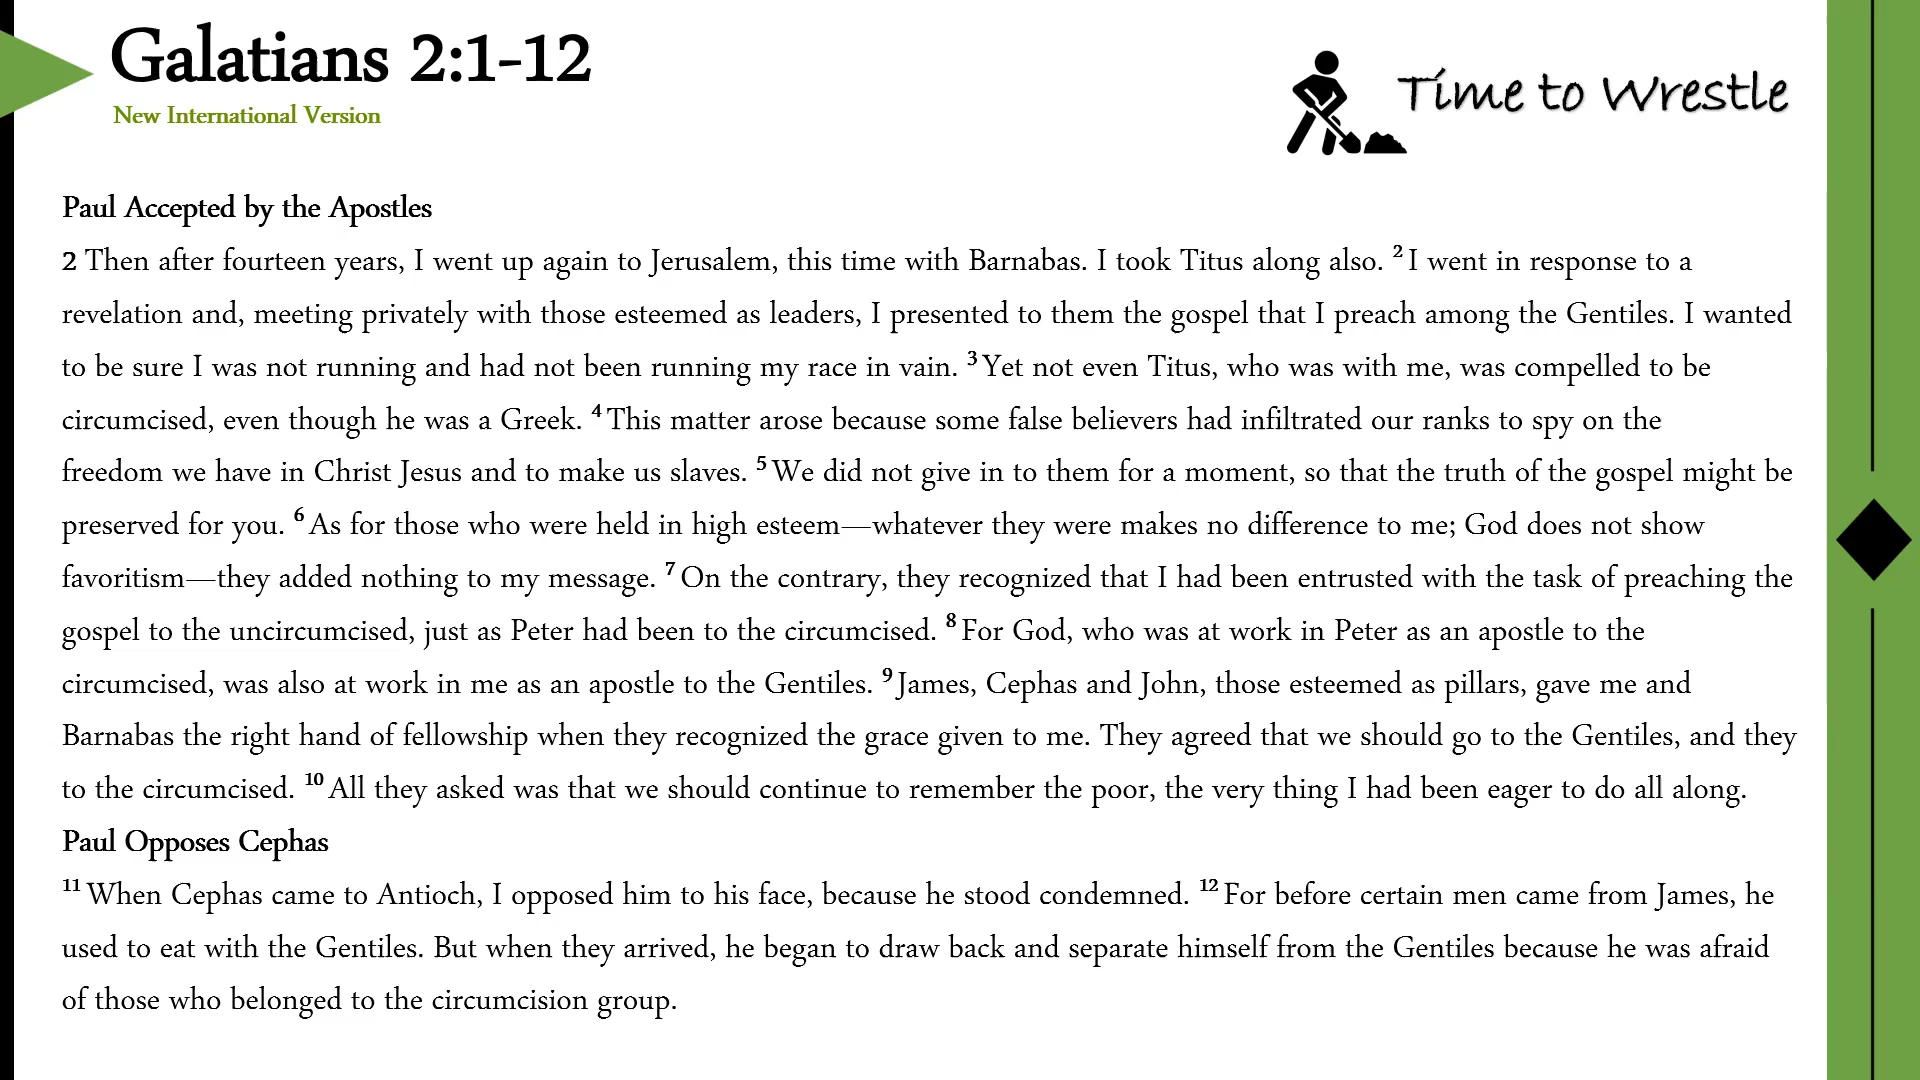 Galatians 2:1-12
New International Version
Time to Wrestle
Paul Accepted by the Apostles
2 Then after fourteen years, I went up again to Jerusalem, this time with Barnabas. I took Titus along also. 2 I went in response to a
revelation and, meeting privately with those esteemed as leaders, I presented to them the gospel that I preach among the Gentiles. I wanted
to be sure I was not running and had not been running my race in vain. 3 Yet not even Titus, who was with me, was compelled to be
circumcised, even though he was a Greek. 4 This matter arose because some false believers had infiltrated our ranks to spy on the
freedom we have in Christ Jesus and to make us slaves. 5 We did not give in to them for a moment, so that the truth of the gospel might be
preserved for you. 6 As for those who were held in high esteem—whatever they were makes no difference to me; God does not show
favoritism—they added nothing to my message. 7 On the contrary, they recognized that I had been entrusted with the task of preaching the
gospel to the uncircumcised, just as Peter had been to the circumcised. 8 For God, who was at work in Peter as an apostle to the
circumcised, was also at work in me as an apostle to the Gentiles. 9 James, Cephas and John, those esteemed as pillars, gave me and
Barnabas the right hand of fellowship when they recognized the grace given to me. They agreed that we should go to the Gentiles, and they
to the circumcised. 10 All they asked was that we should continue to remember the poor, the very thing I had been eager to do all along.
Paul Opposes Cephas
11 When Cephas came to Antioch, I opposed him to his face, because he stood condemned. 12 For before certain men came from James, he
used to eat with the Gentiles. But when they arrived, he began to draw back and separate himself from the Gentiles because he was afraid
of those who belonged to the circumcision group.